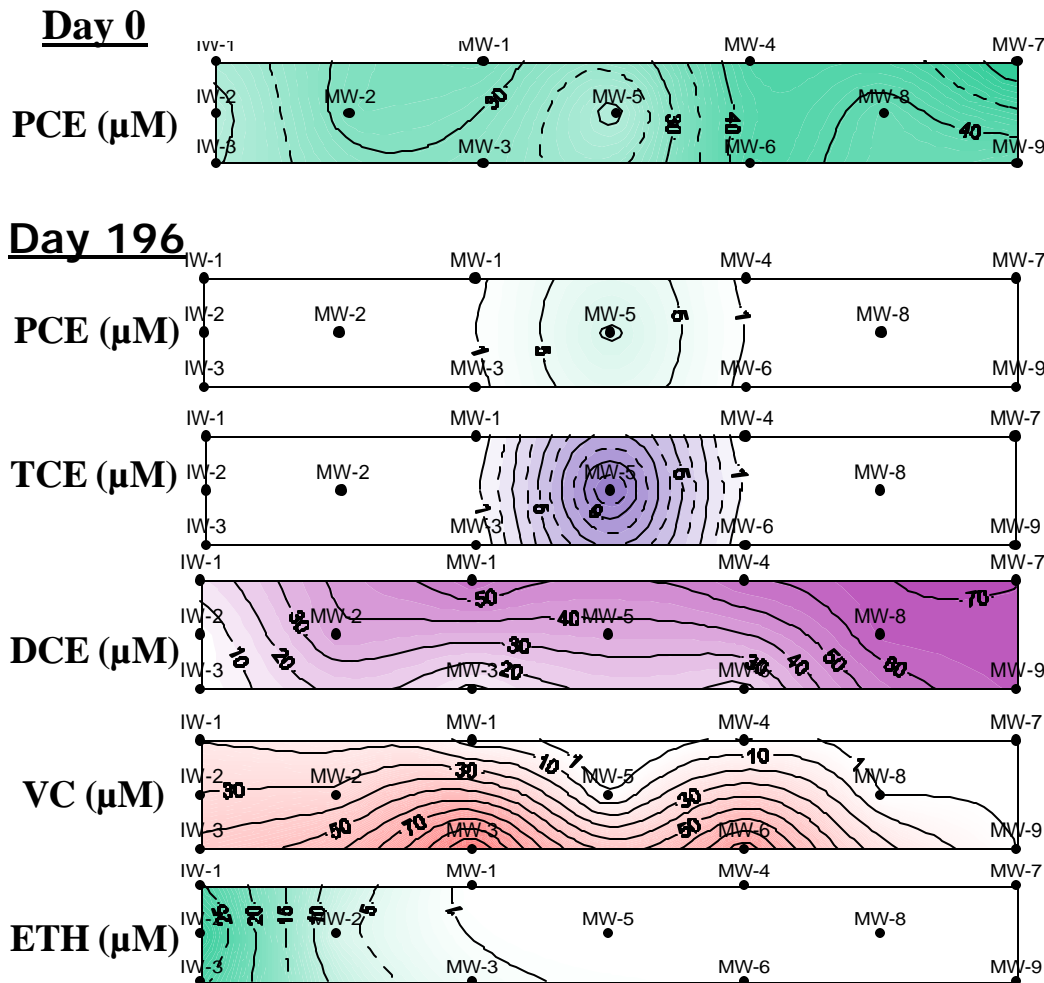 Day 0
IW-1 MW-1 MW-4 MW-7
IW-2 MW-2 MW-5 MW-8
PCE (µM)
30 30 40 40
IW-3 MW-3 MW-6 MW-9
Day 196
IW-1 MW-1 MW-4 MW-7
IW-2 MW-2 MW-5 MW-8
PCE (µM)
5 1
1 5
IW-3 MW-3 MW-6 MW-9
IW-1 MW-1 MW-4 MW-7
IW-2 MW-2 MW-5 MW-8
TCE (µM)
5 1
1 5
IW-3 MW-3 MW-6 MW-9
IW-1 MW-1 MW-4 MW-7
50 70
IW-2 MW-2 MW-5 MW-8
40
DCE (µM)
10 20 30 40 50 60
IW-3 MW-3 20 MW-9
IW-1 MW-1 MW-4 MW-7
30 10 1 10 1
IW-2 MW-2 MW-5 MW-8
VC (µM)
30 30
50 70 50
IW-3 MW-3 MW-6 MW-9
IW-1 MW-1 MW-4 MW-7
25 20 15 10 5 1
MW-2 MW-5 MW-8
ETH (µM)
IW-3 MW-3 MW-6 MW-9